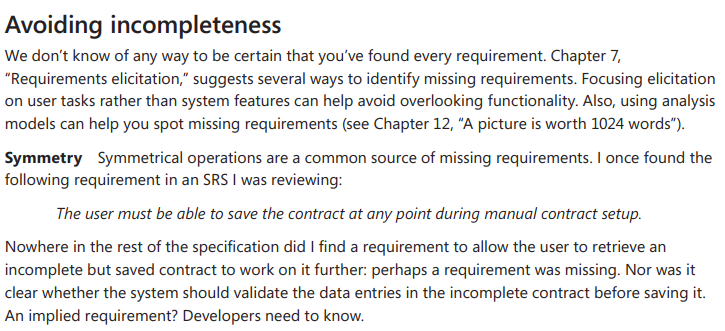 Avoiding incompleteness
We don’t know of any way to be certain that you’ve found every requirement. Chapter 7,
“Requirements elicitation,” suggests several ways to identify missing requirements. Focusing elicitation
on user tasks rather than system features can help avoid overlooking functionality. Also, using analysis
models can help you spot missing requirements (see Chapter 12, “A picture is worth 1024 words”).
Symmetry Symmetrical operations are a common source of missing requirements. I once found the
following requirement in an SRS I was reviewing:
The user must be able to save the contract at any point during manual contract setup.
Nowhere in the rest of the specification did I find a requirement to allow the user to retrieve an
incomplete but saved contract to work on it further: perhaps a requirement was missing. Nor was it
clear whether the system should validate the data entries in the incomplete contract before saving it.
An implied requirement? Developers need to know.